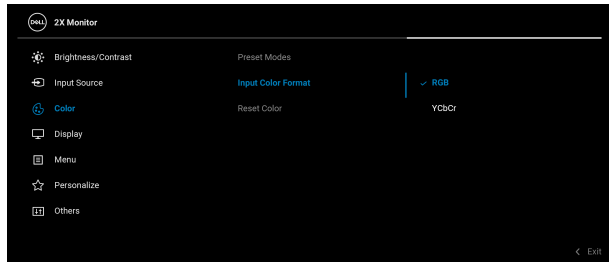 DELL 2X Monitor
Brightness/Contrast Preset Modes
Input Source Input Color Format RGB
Color Reset Color YCbCr
Display
Menu
Personalize
Others
Exit